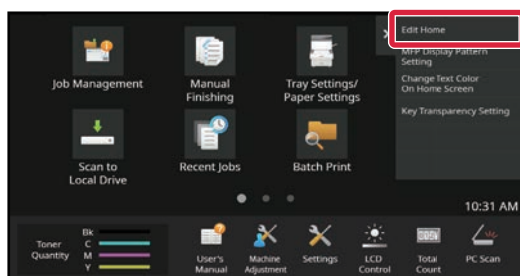 Edit Home
MFP Display Pattern
Setting
Change Text Color
On Home Screen
Key Transparency Setting
Job Management
Manual
Finishing
Tray Settings/
Paper Settings
Scan to
Local Drive
Recent Jobs
Batch Print
10:31 AM
Toner
Quantity
Bk
C
M
Y
User's
Manual
Machine
Adjustment
Settings
LCD
Control
Total
Count
PC Scan